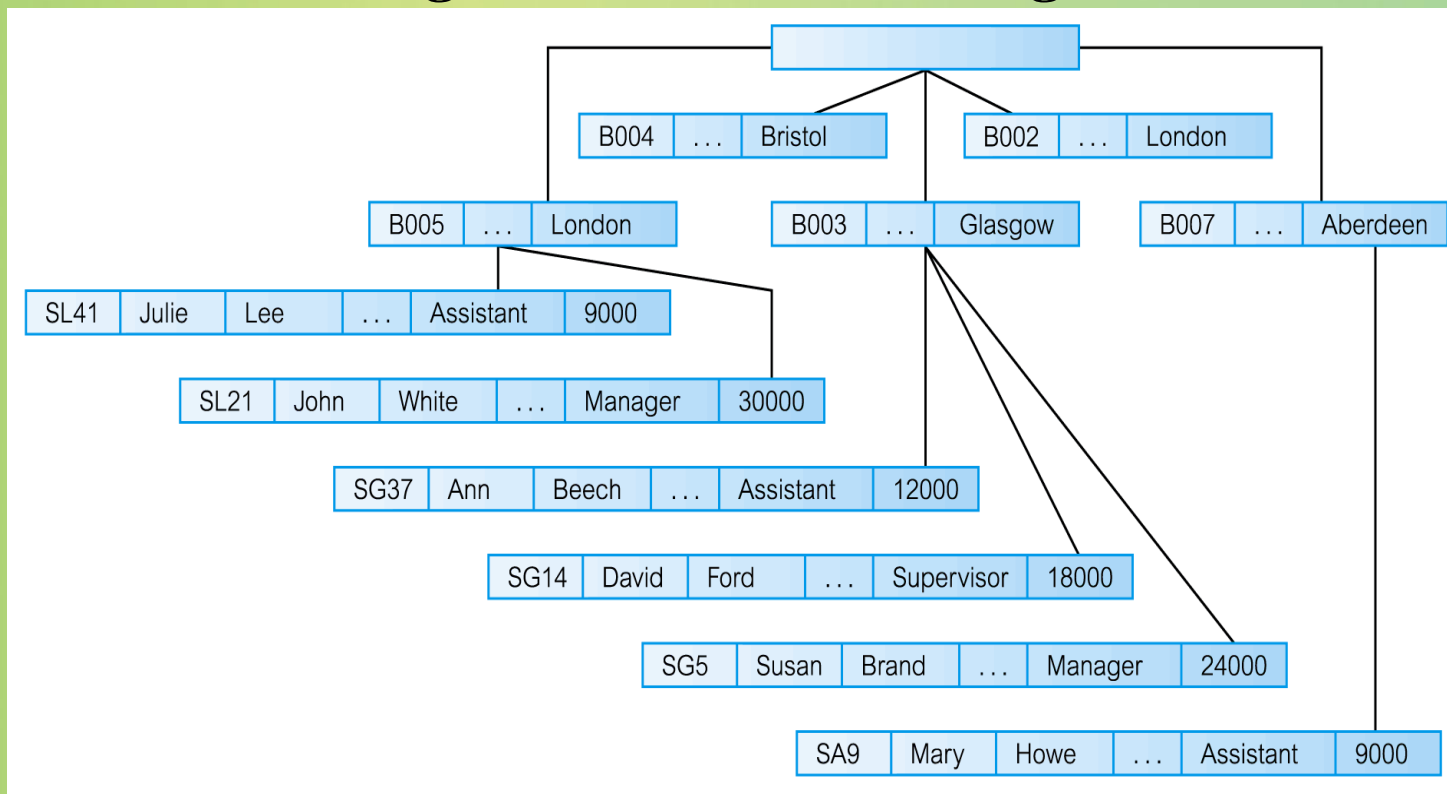 B004 ... Bristol
B002 ... London
B005 ... London
B003 ... Glasgow
B007 ... Aberdeen
SL41 Julie Lee ... Assistant 9000
SL21 John White ... Manager 30000
SG37 Ann Beech ... Assistant 12000
SG14 David Ford ... Supervisor 18000
SG5 Susan Brand ... Manager 24000
SA9 Mary Howe ... Assistant 9000